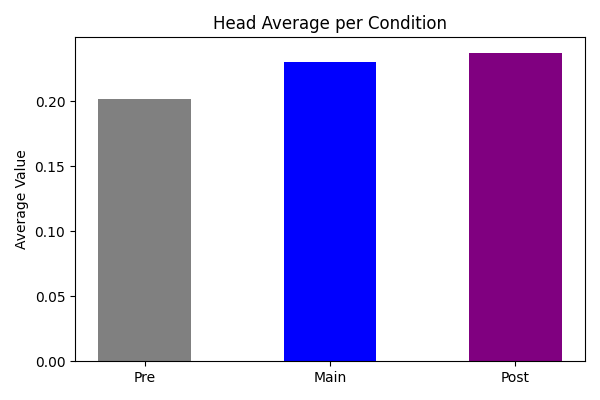 Head Average per Condition
Average Value
0.20
0.15
0.10
0.05
0.00
Pre
Main
Post